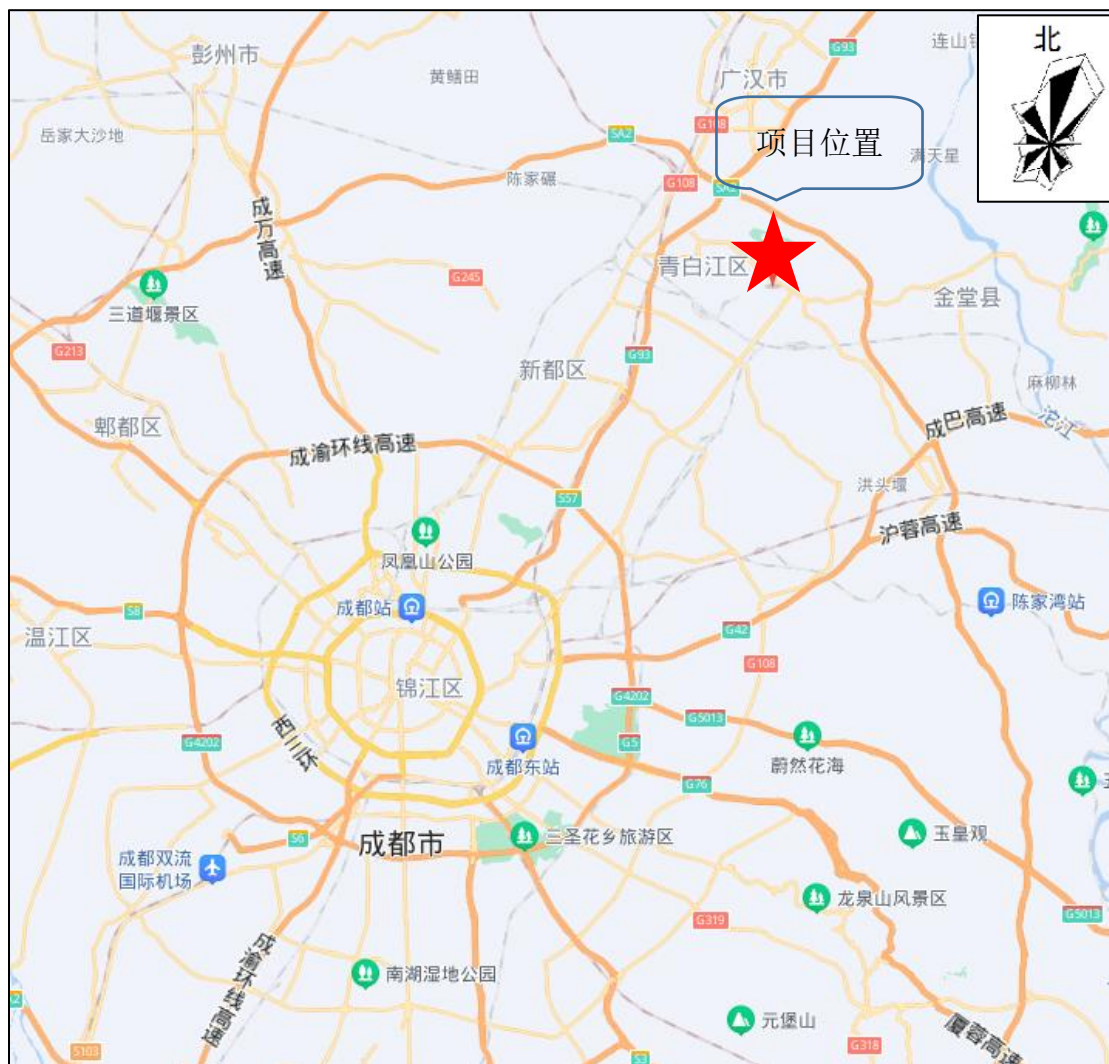 北
彭州市
连山镇
G93
广汉市
黄鳝田
岳家大沙地
G108
SA2
项目位置
满天星
陈家碾
G108
SA2
成万高速
青白江区
G245
金堂县
三道堰景区
G213
G93
新都区
麻柳林
沱江
郫都区
成渝环线高速
成巴高速
洪头堰
S57
沪蓉高速
凤凰山公园
成都站
陈家湾站
S8
温江区
G42
G108
锦江区
G4202
G5013
西三环
G4202
G5
成都东站
蔚然花海
G76
S6
成都市
三圣花乡旅游区
玉皇观
成都双流
国际机场
龙泉山风景区
G319
G5013
成渝环线高速
南湖湿地公园
元堡山
厦蓉高速
S103
S3
G318